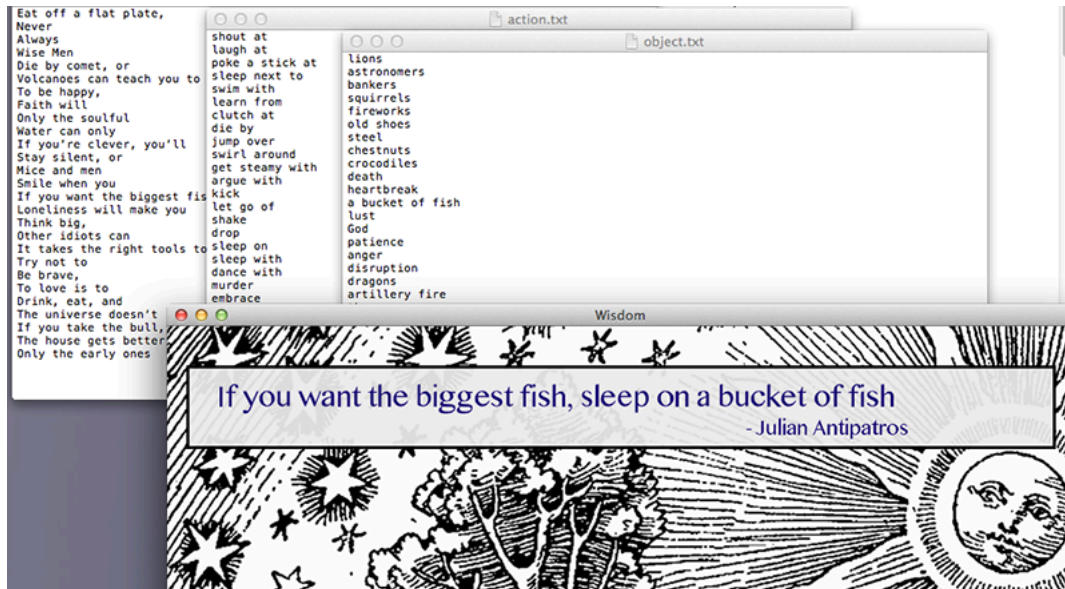 Eat off a flat plate,
Never
Always
Wise Men
Die by comet, or
Volcanoes can teach you to
To be happy,
Faith will
Only the soulful
Water can only
If you're clever, you'll
Stay silent, or
Mice and men
Smile when you
If you want the biggest fis
Loneliness will make you
Think big,
Other idiots can
It takes the right tools to
Try not to
Be brave,
To love is to
Drink, eat, and
The universe doesn't
If you take the bull,
The house gets better
Only the early ones
action.txt
shout at
laugh at
poke a stick at
sleep next to
swim with
learn from
clutch at
die by
jump over
swirl around
get steamy with
argue with
kick
let go of
shake
drop
sleep on
sleep with
dance with
murder
embrace
object.txt
lions
astronomers
bankers
squirrels
fireworks
old shoes
steel
chestnuts
crocodiles
death
heartbreak
a bucket of fish
lust
God
patience
anger
disruption
dragons
artillery fire
Wisdom
If you want the biggest fish, sleep on a bucket of fish
- Julian Antipatros